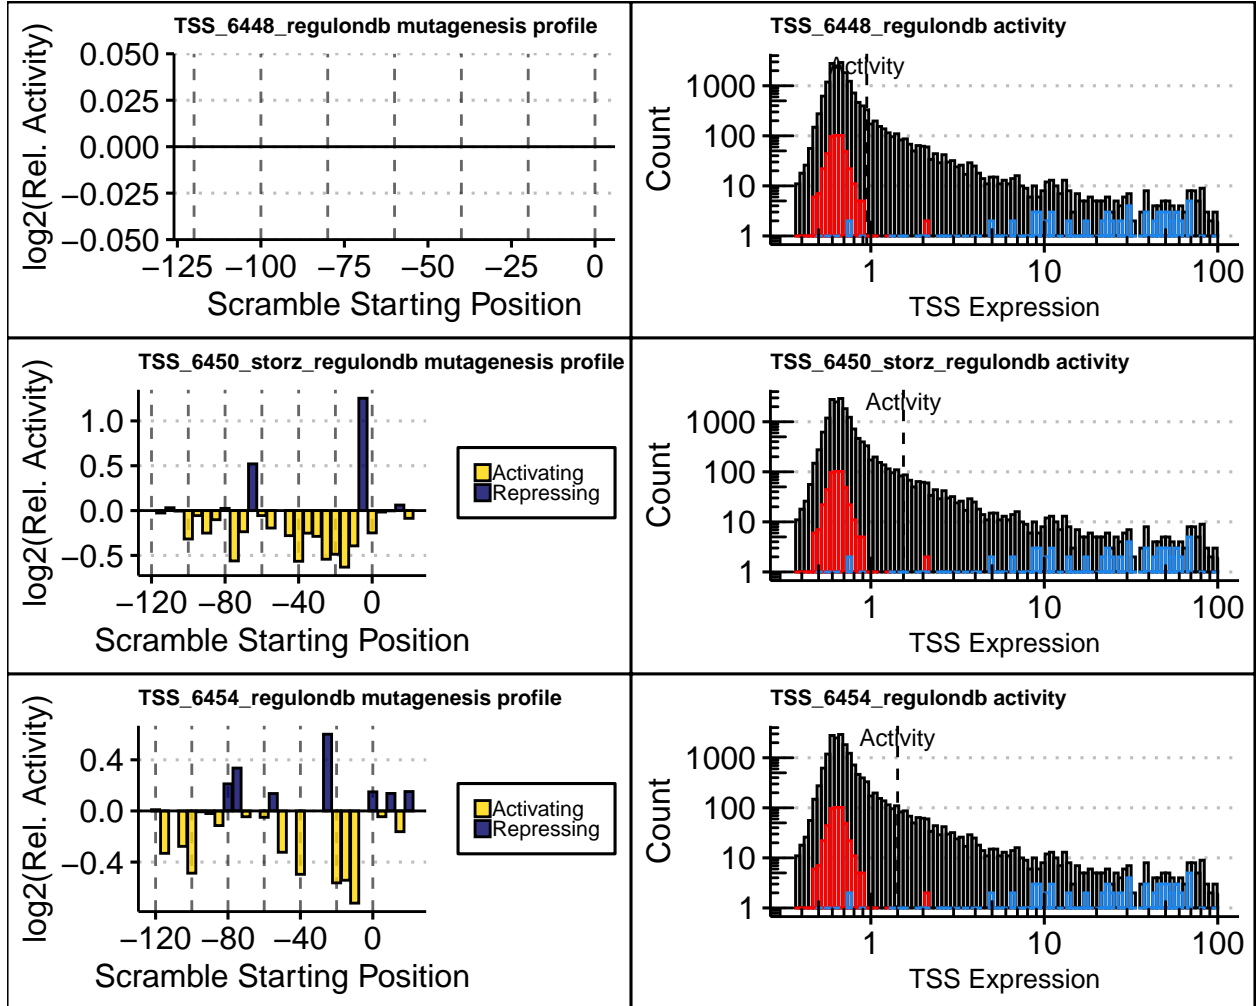 TSS_6448_regulondb mutagenesis profile
log2(Rel. Activity)
0.050
0.025
0.000
−0.025
−0.050
−125 −100 −75 −50 −25 0
Scramble Starting Position
TSS_6448_regulondb activity
Activity
Count
1000
100
10
1
1 10 100
TSS Expression
TSS_6450_storz_regulondb mutagenesis profile
log2(Rel. Activity)
1.0
0.5
0.0
−0.5
−120 −80 −40 0
Scramble Starting Position
Activating
Repressing
TSS_6450_storz_regulondb activity
Activity
Count
1000
100
10
1
1 10 100
TSS Expression
TSS_6454_regulondb mutagenesis profile
log2(Rel. Activity)
0.4
0.0
−0.4
−120 −80 −40 0
Scramble Starting Position
Activating
Repressing
TSS_6454_regulondb activity
Activity
Count
1000
100
10
1
1 10 100
TSS Expression